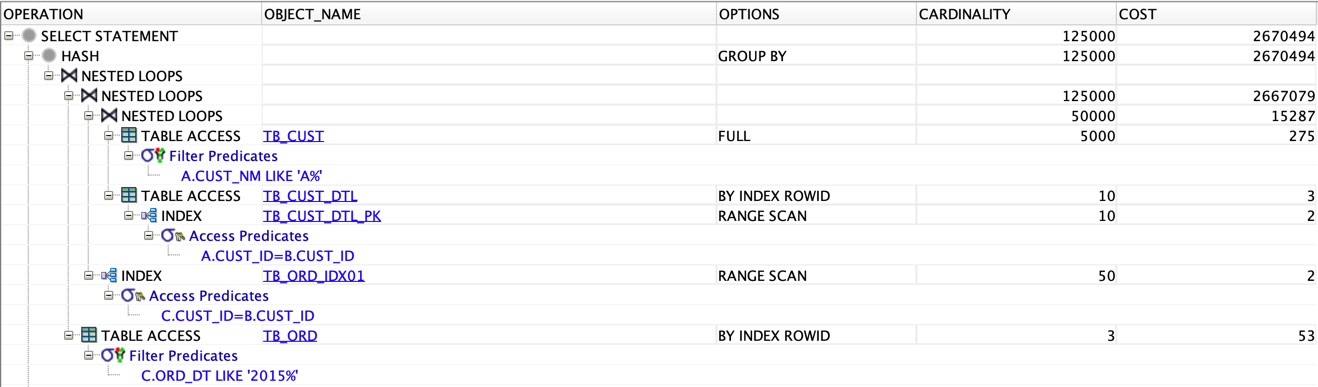 OPERATION OBJECT_NAME OPTIONS CARDINALITY COST
SELECT STATEMENT 125000 2670494
HASH GROUP BY 125000 2670494
NESTED LOOPS
NESTED LOOPS 125000 2667079
NESTED LOOPS 50000 15287
TABLE ACCESS TB_CUST FULL 5000 275
Filter Predicates
A.CUST_NM LIKE 'A%'
TABLE ACCESS TB_CUST_DTL BY INDEX ROWID 10 3
INDEX TB_CUST_DTL_PK RANGE SCAN 10 2
Access Predicates
A.CUST_ID=B.CUST_ID
INDEX TB_ORD_IDX01 RANGE SCAN 50 2
Access Predicates
C.CUST_ID=B.CUST_ID
TABLE ACCESS TB_ORD BY INDEX ROWID 3 53
Filter Predicates
C.ORD_DT LIKE '2015%'